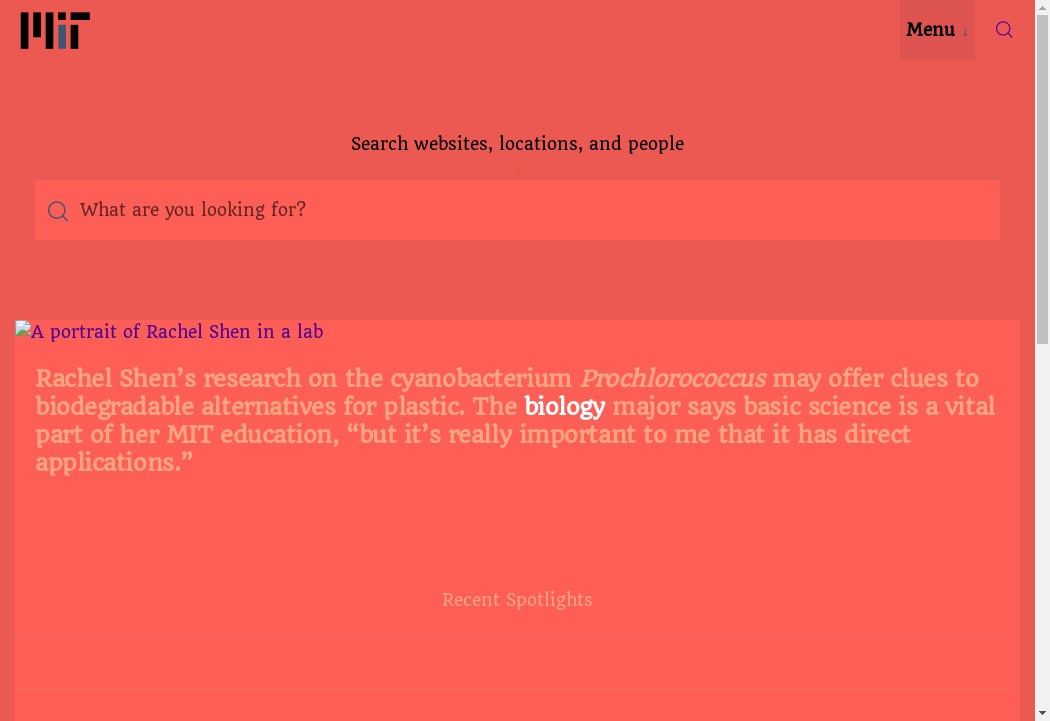 MIT
Menu ↓
Search websites, locations, and people
What are you looking for?
A portrait of Rachel Shen in a lab
Rachel Shen’s research on the cyanobacterium Prochlorococcus may offer clues to
biodegradable alternatives for plastic. The biology major says basic science is a vital
part of her MIT education, “but it’s really important to me that it has direct
applications.”
Recent Spotlights